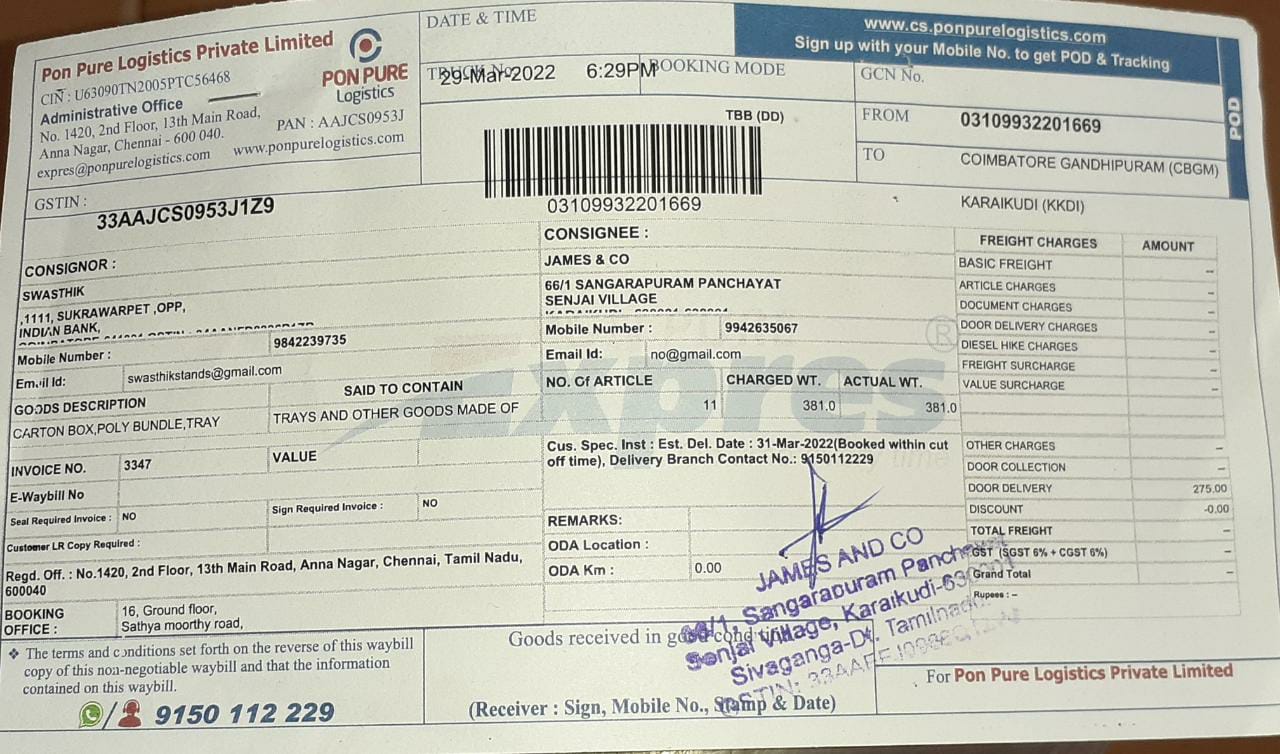 Pon Pure Logistics Private Limited
CIN : U63090TN2005PTC56468
Administrative Office
No. 1420, 2nd Floor, 13th Main Road,
Anna Nagar, Chennai - 600 040.
expres@ponpurelogistics.com
PON PURE
Logistics
PAN : AAJCS0953J
www.ponpurelogistics.com
GSTIN :
33AAJCS0953J1Z9
DATE & TIME
TRUCK No.
29-Mar-2022 6:29PM
BOOKING MODE
TBB (DD)
03109932201669
www.cs.ponpurelogistics.com
Sign up with your Mobile No. to get POD & Tracking
POD
GCN No.
FROM 03109932201669
TO COIMBATORE GANDHIPURAM (CBGM)
KARAIKUDI (KKDI)
CONSIGNOR :
SWASTHIK
,1111, SUKRAWARPET ,OPP,
INDIAN BANK,
Mobile Number : 9842239735
Email Id: swasthikstands@gmail.com
GOODS DESCRIPTION SAID TO CONTAIN
CARTON BOX,POLY BUNDLE,TRAY TRAYS AND OTHER GOODS MADE OF
INVOICE NO. 3347 VALUE
E-Waybill No
Seal Required Invoice : NO Sign Required Invoice : NO
Customer LR Copy Required :
Regd. Off. : No.1420, 2nd Floor, 13th Main Road, Anna Nagar, Chennai, Tamil Nadu,
600040
BOOKING OFFICE : 16, Ground floor,
Sathya moorthy road,
CONSIGNEE :
JAMES & CO
66/1 SANGARAPURAM PANCHAYAT
SENJAI VILLAGE
Mobile Number : 9942635067
Email Id: no@gmail.com
NO. Of ARTICLE CHARGED WT. ACTUAL WT.
11 381.0 381.0
Cus. Spec. Inst : Est. Del. Date : 31-Mar-2022(Booked within cut
off time), Delivery Branch Contact No.: 9150112229
REMARKS:
ODA Location :
ODA Km : 0.00
Expres
®
FREIGHT CHARGES AMOUNT
BASIC FREIGHT –
ARTICLE CHARGES –
DOCUMENT CHARGES –
DOOR DELIVERY CHARGES –
DIESEL HIKE CHARGES –
FREIGHT SURCHARGE –
VALUE SURCHARGE –
OTHER CHARGES –
DOOR COLLECTION –
DOOR DELIVERY 275.00
DISCOUNT -0.00
TOTAL FREIGHT –
GST (SGST 6% + CGST 6%) –
Grand Total –
Rupees : –
JAMES AND CO
66/1, Sangarapuram Panchayat
Senjai Village, Karaikudi-
Sivaganga-Dt. Tamilnadu
GSTIN:
❖ The terms and conditions set forth on the reverse of this waybill
copy of this non-negotiable waybill and that the information
contained on this waybill.
9150 112 229
Goods received in good condition
(Receiver : Sign, Mobile No., Stamp & Date)
For Pon Pure Logistics Private Limited